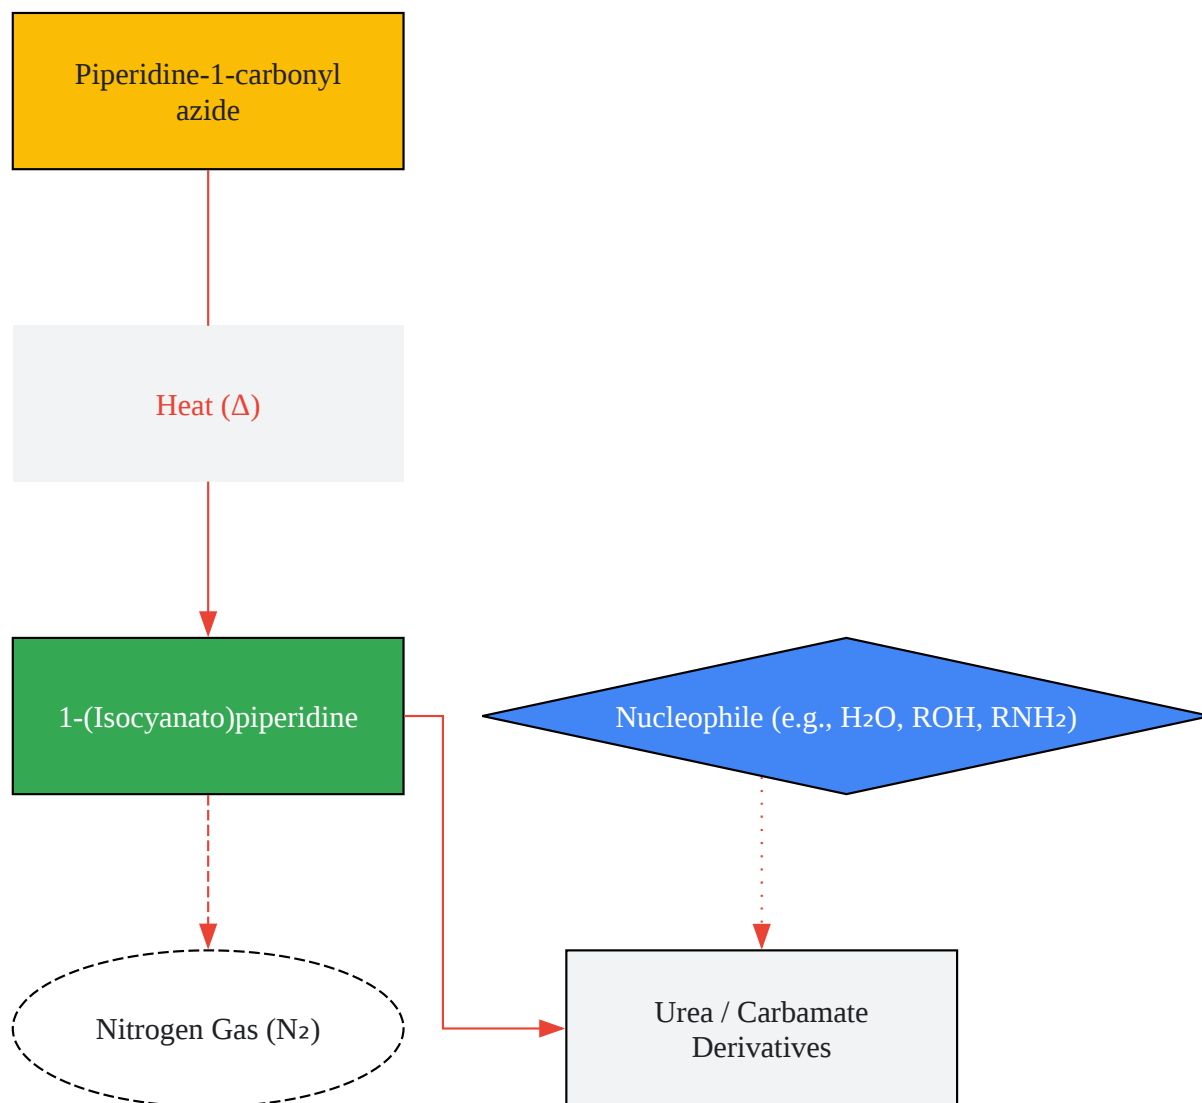 Piperidine-1-carbonyl
azide
Heat (Δ)
1-(Isocyanato)piperidine
Nucleophile (e.g., H₂O, ROH, RNH₂)
Nitrogen Gas (N₂)
Urea / Carbamate
Derivatives